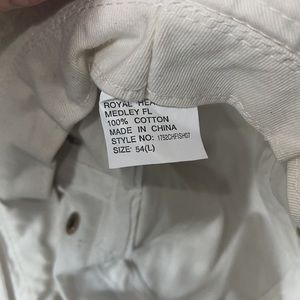 ROYAL
MEDLEY FL
100% COTTON
MADE IN CHINA
STYLE NO:
SIZE: 54(L)